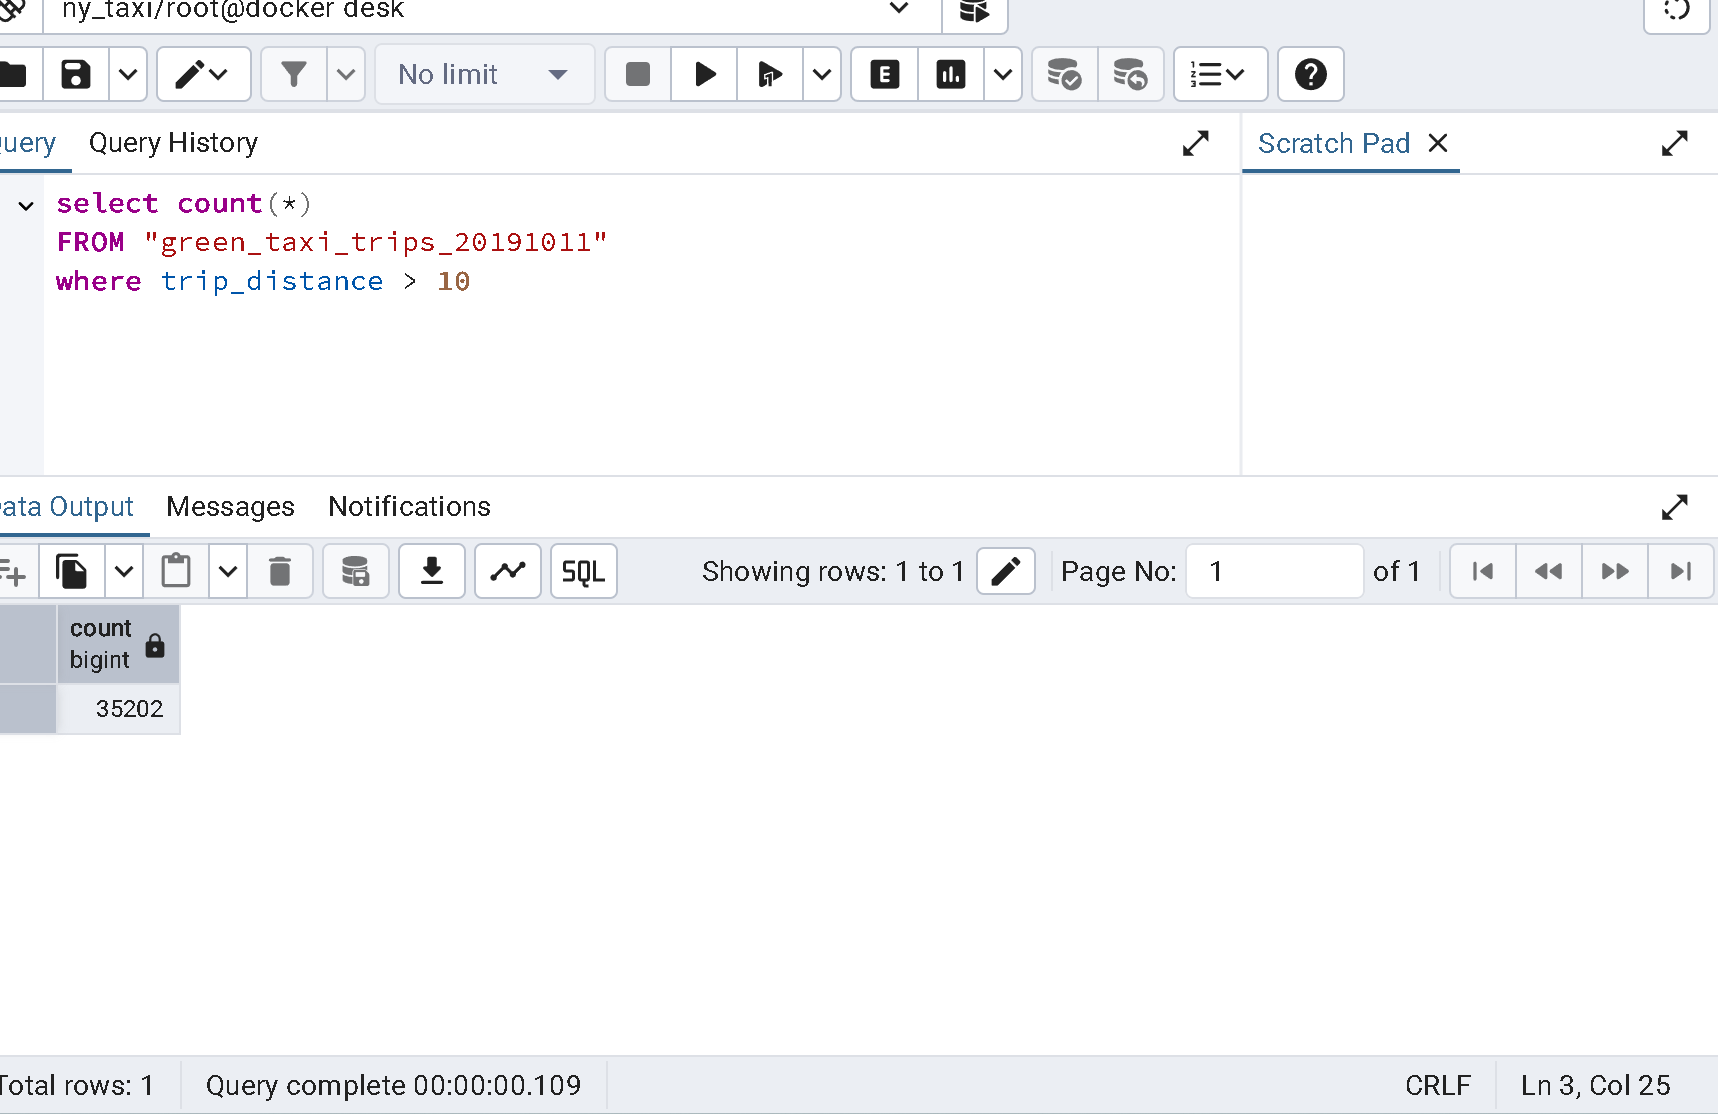 ny_taxi/root@docker desk
No limit
E
Query History
Scratch Pad
select count(*)
FROM "green_taxi_trips_20191011"
where trip_distance > 10
Data Output Messages Notifications
SQL Showing rows: 1 to 1 Page No: 1 of 1
count
bigint
35202
Total rows: 1 Query complete 00:00:00.109 CRLF Ln 3, Col 25